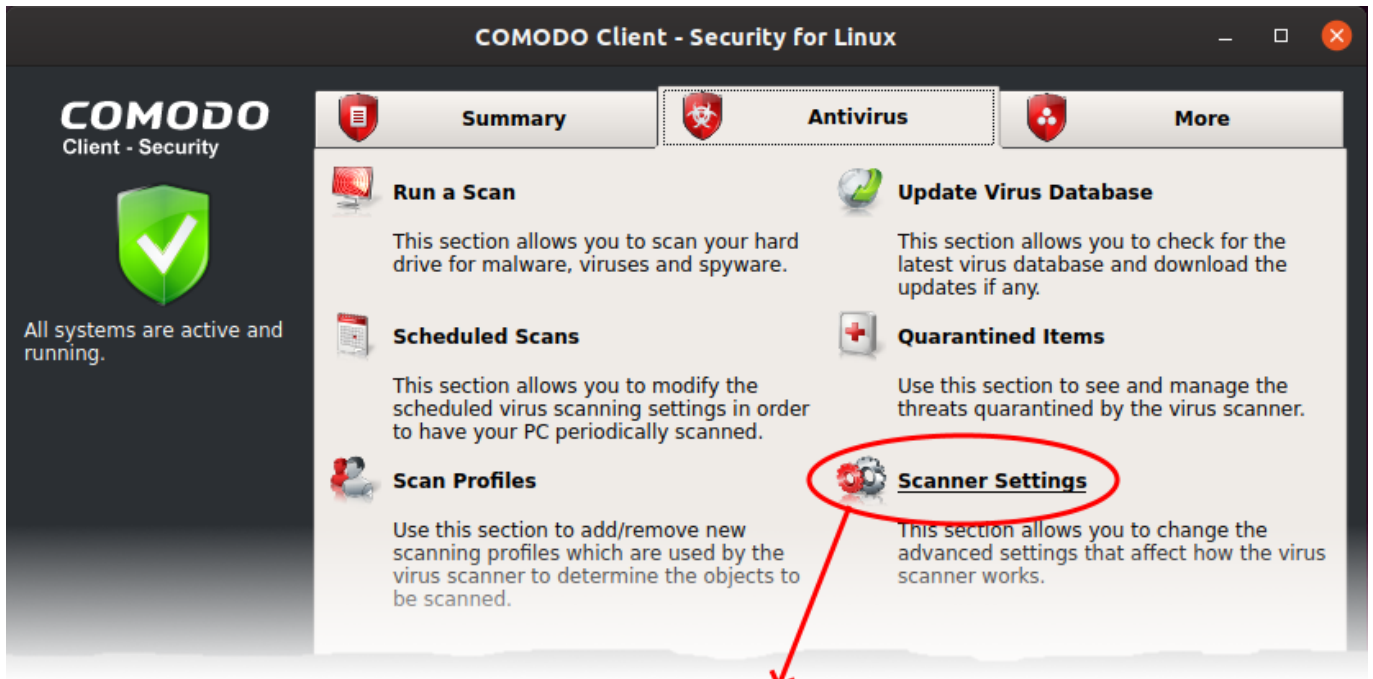 COMODO Client - Security for Linux
COMODO
Client - Security
All systems are active and
running.
Summary
Antivirus
More
Run a Scan
This section allows you to scan your hard
drive for malware, viruses and spyware.
Update Virus Database
This section allows you to check for the
latest virus database and download the
updates if any.
Scheduled Scans
This section allows you to modify the
scheduled virus scanning settings in order
to have your PC periodically scanned.
Quarantined Items
Use this section to see and manage the
threats quarantined by the virus scanner.
Scan Profiles
Use this section to add/remove new
scanning profiles which are used by the
virus scanner to determine the objects to
be scanned.
Scanner Settings
This section allows you to change the
advanced settings that affect how the virus
scanner works.